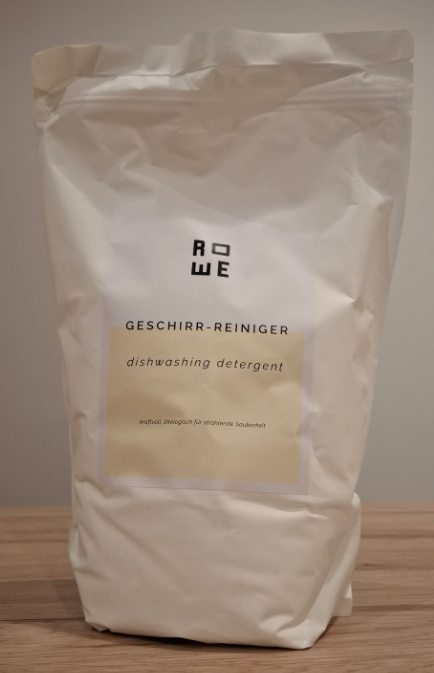 RO
WE
GESCHIRR-REINIGER
dishwashing detergent
kraftvoll, ökologisch für strahlende Sauberkeit